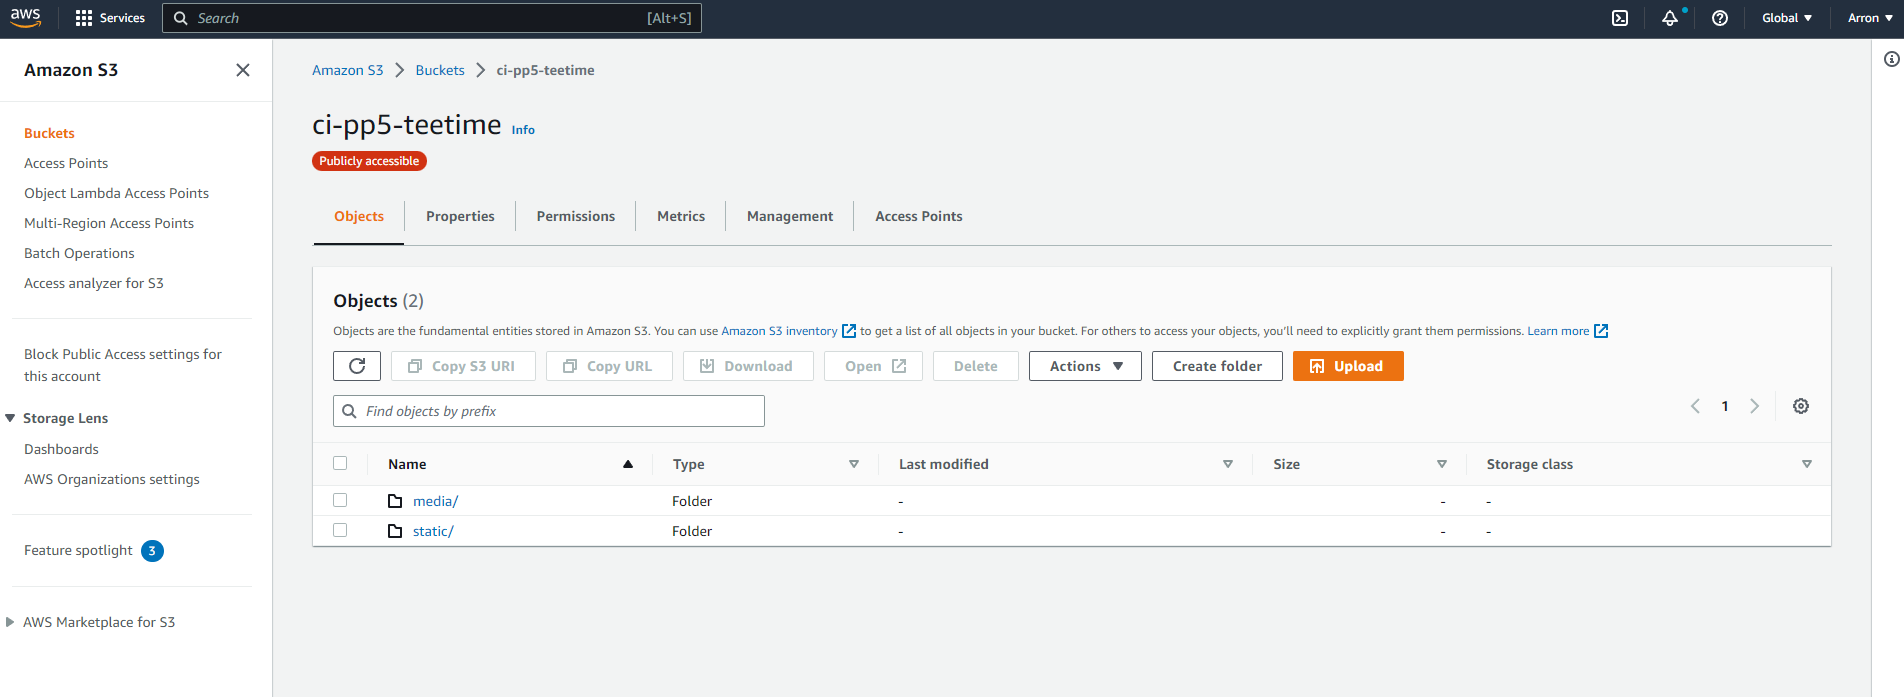 aws Services Search [Alt+S] Global Arron
Amazon S3
Buckets
Access Points
Object Lambda Access Points
Multi-Region Access Points
Batch Operations
Access analyzer for S3
Block Public Access settings for
this account
Storage Lens
Dashboards
AWS Organizations settings
Feature spotlight 3
AWS Marketplace for S3
Amazon S3 Buckets ci-pp5-teetime
ci-pp5-teetime Info
Publicly accessible
Objects Properties Permissions Metrics Management Access Points
Objects (2)
Objects are the fundamental entities stored in Amazon S3. You can use Amazon S3 inventory to get a list of all objects in your bucket. For others to access your objects, you'll need to explicitly grant them permissions. Learn more
Copy S3 URI Copy URL Download Open Delete Actions Create folder Upload
Find objects by prefix 1
Name Type Last modified Size Storage class
media/ Folder - - -
static/ Folder - - -